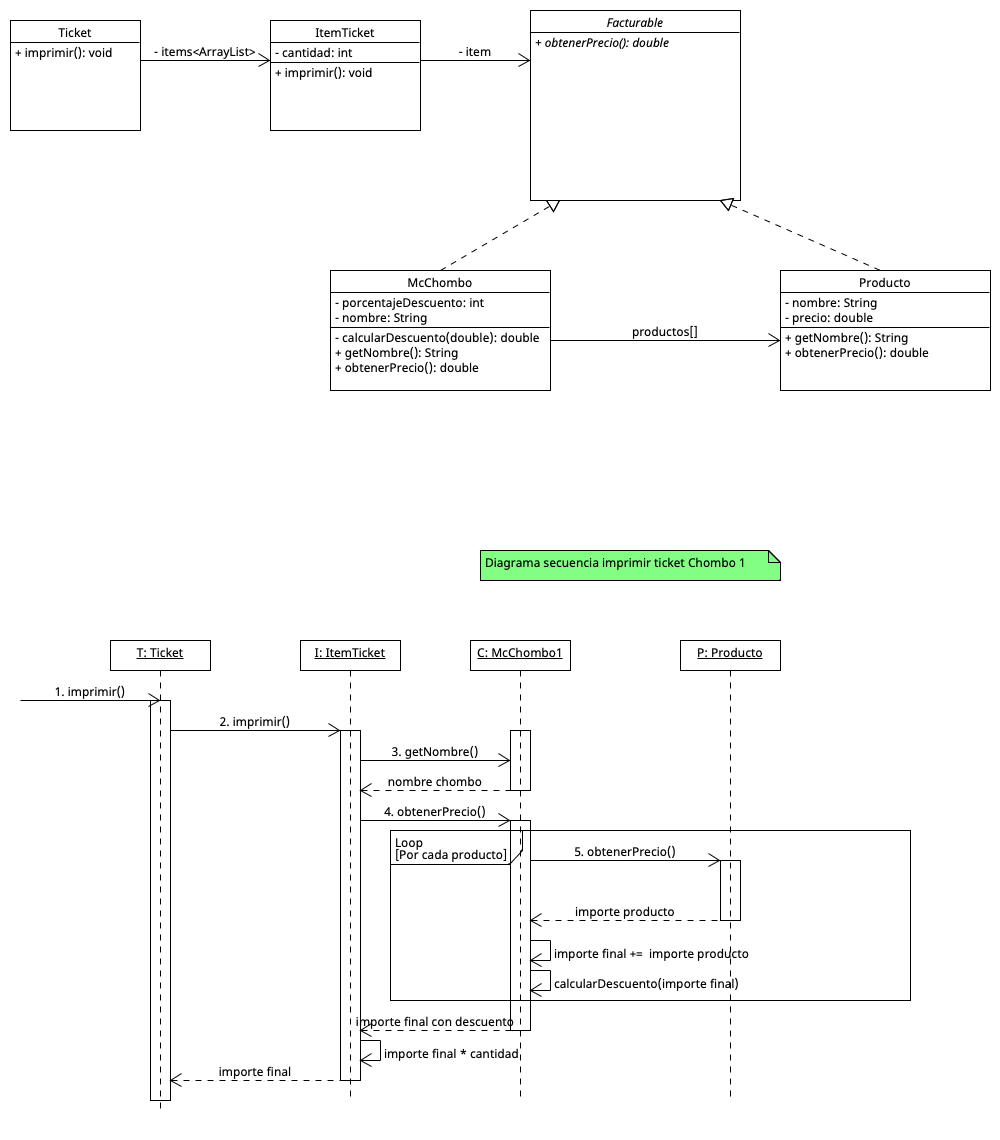 Ticket
+ imprimir(): void
- items<ArrayList>
ItemTicket
- cantidad: int
+ imprimir(): void
- item
Facturable
+ obtenerPrecio(): double
McChombo
- porcentajeDescuento: int
- nombre: String
- calcularDescuento(double): double
+ getNombre(): String
+ obtenerPrecio(): double
productos[]
Producto
- nombre: String
- precio: double
+ getNombre(): String
+ obtenerPrecio(): double
Diagrama secuencia imprimir ticket Chombo 1
T: Ticket
I: ItemTicket
C: McChombo1
P: Producto
1. imprimir()
2. imprimir()
3. getNombre()
nombre chombo
4. obtenerPrecio()
Loop
[Por cada producto]
5. obtenerPrecio()
importe producto
importe final += importe producto
calcularDescuento(importe final)
importe final con descuento
importe final * cantidad
importe final